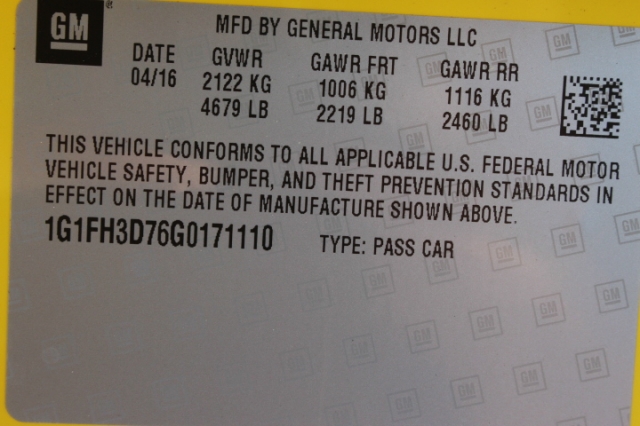 GM ®
MFD BY GENERAL MOTORS LLC
DATE GVWR GAWR FRT GAWR RR
04/16 2122 KG 1006 KG 1116 KG
4679 LB 2219 LB 2460 LB
THIS VEHICLE CONFORMS TO ALL APPLICABLE U.S. FEDERAL MOTOR
VEHICLE SAFETY, BUMPER, AND THEFT PREVENTION STANDARDS IN
EFFECT ON THE DATE OF MANUFACTURE SHOWN ABOVE.
1G1FH3D76G0171110 TYPE: PASS CAR